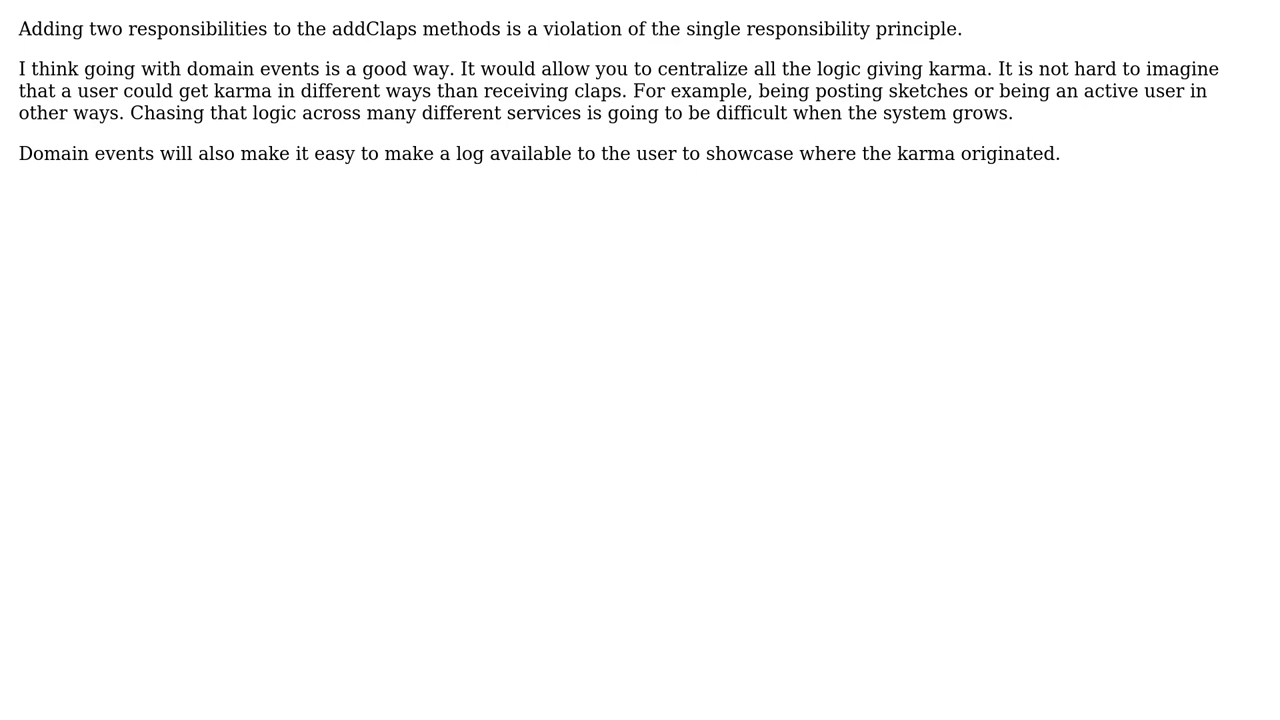 Adding two responsibilities to the addClaps methods is a violation of the single responsibility principle.
I think going with domain events is a good way. It would allow you to centralize all the logic giving karma. It is not hard to imagine
that a user could get karma in different ways than receiving claps. For example, being posting sketches or being an active user in
other ways. Chasing that logic across many different services is going to be difficult when the system grows.
Domain events will also make it easy to make a log available to the user to showcase where the karma originated.